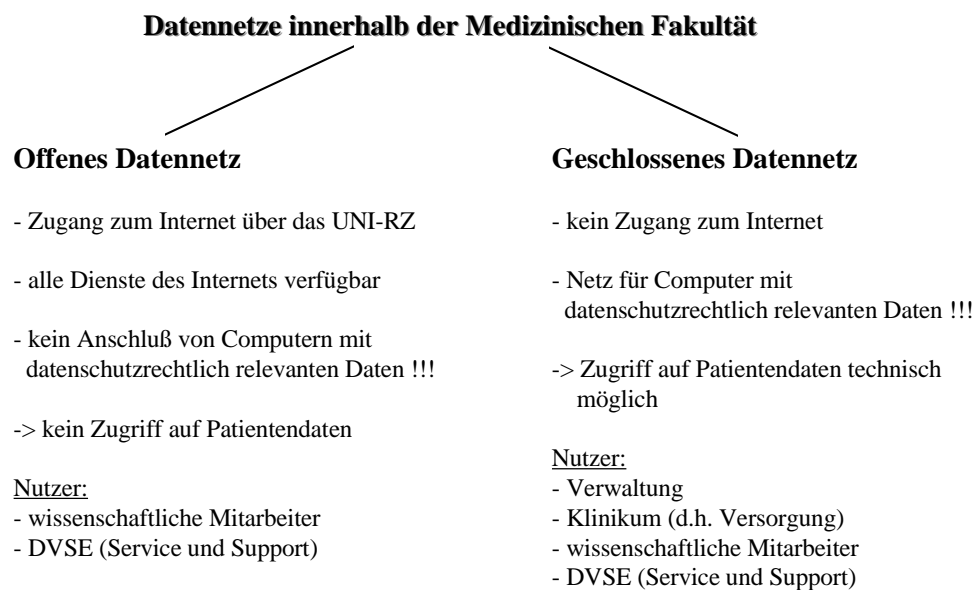 Datennetze innerhalb der Medizinischen Fakultät
Offenes Datennetz
- Zugang zum Internet über das UNI-RZ
- alle Dienste des Internets verfügbar
- kein Anschluß von Computern mit
datenschutzrechtlich relevanten Daten !!!
-> kein Zugriff auf Patientendaten
Nutzer:
- wissenschaftliche Mitarbeiter
- DVSE (Service und Support)
Geschlossenes Datennetz
- kein Zugang zum Internet
- Netz für Computer mit
datenschutzrechtlich relevanten Daten !!!
-> Zugriff auf Patientendaten technisch
möglich
Nutzer:
- Verwaltung
- Klinikum (d.h. Versorgung)
- wissenschaftliche Mitarbeiter
- DVSE (Service und Support)